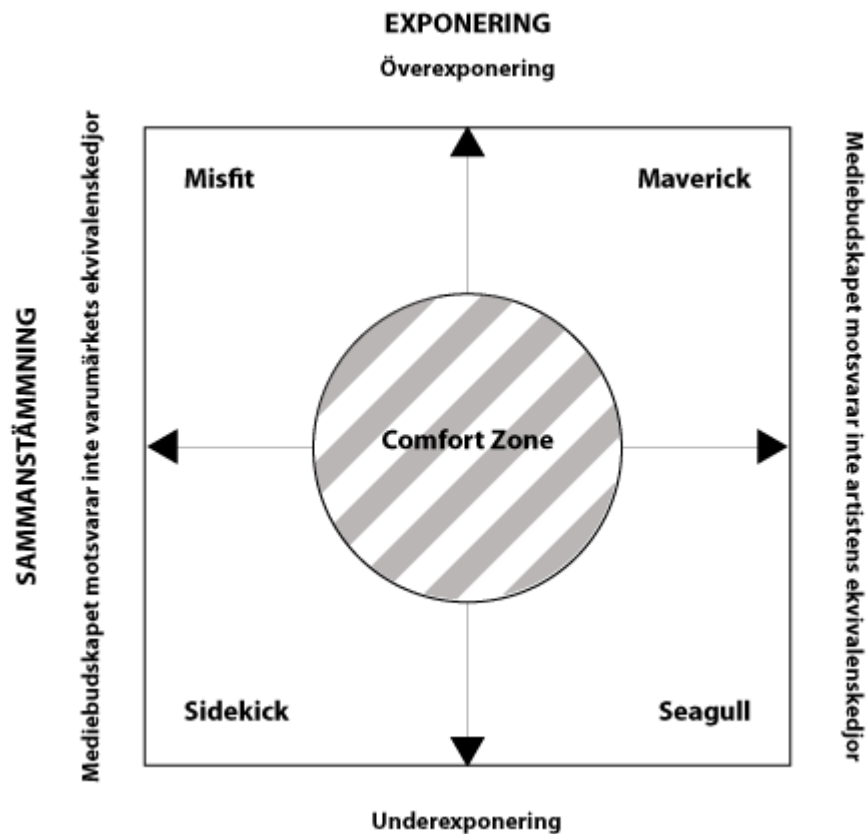 EXPONERING
Överexponering
Misfit
Maverick
SAMMANSTÄMMNING
Mediebudskapet motsvarar inte varumärkets ekvivalenskedjor
Comfort Zone
Mediebudskapet motsvarar inte artistens ekvivalenskedjor
Sidekick
Seagull
Underexponering